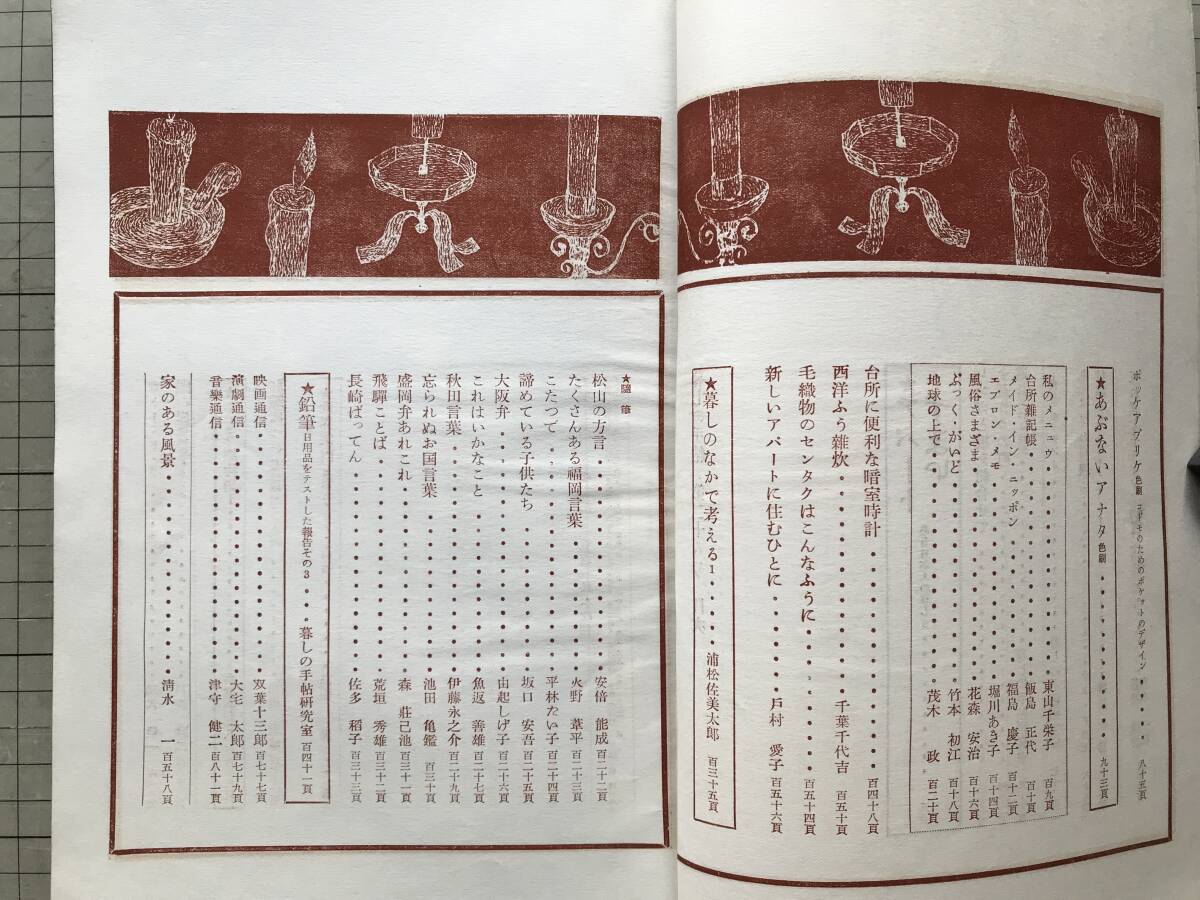 ポッケアプリケ 色刷 コドモのためのポケットのデザイン・・・・・八十五頁
★あぶないアナタ 色刷・・・・・・・・・・・九十三頁
私のメニュウ・・・・・・・東山千栄子 百九頁
台所雑記帳・・・・・・・飯島 正代 百十頁
メイド・イン・ニッポン・・・・・・福島 慶子 百十二頁
エプロン・メモ・・・・・・・堀川あき子 百十四頁
風俗さまざま・・・・・・・花森 安治 百十六頁
ぶっく・がいど・・・・・・竹本 初江 百十八頁
地球の上で・・・・・・・・茂木 政 百二十頁
台所に便利な暗室時計・・・・・・・・・百四十八頁
西洋ふう雑炊・・・・・・・・千葉千代吉 百五十頁
毛織物のセンタクはこんなふうに・・・・・・百五十四頁
新しいアパートに住むひとに・・・・・戸村 愛子 百五十六頁
★暮しのなかで考える1・・・・・浦松佐美太郎 百三十五頁
★随筆
松山の方言・・・・・・・・・・安倍 能成 百二十二頁
たくさんある福岡言葉・・・・・・・火野 葦平 百二十三頁
こたつって・・・・・・・・・平林たい子 百二十四頁
諦めている子供たち・・・・・・・坂口 安吾 百二十五頁
大阪弁・・・・・・・・・・由起しげ子 百二十六頁
これはいかなこと・・・・・・・魚返 善雄 百二十七頁
秋田言葉・・・・・・・・・伊藤永之介 百二十九頁
忘られぬお国言葉・・・・・・・池田 亀鑑 百三十頁
盛岡弁あれこれ・・・・・・・森 荘已池 百三十一頁
飛騨ことば・・・・・・・・荒垣 秀雄 百三十二頁
長崎ばってん・・・・・・・・佐多 稲子 百三十三頁
★鉛筆 日用品をテストした報告その3・・・暮しの手帖研究室 百四十一頁
映画通信・・・・・・・・・双葉十三郎 百七十七頁
演劇通信・・・・・・・・・大宅 太郎 百七十九頁
音樂通信・・・・・・・・・津守 健二 百八十一頁
家のある風景・・・・・・・・清水 一 百五十八頁